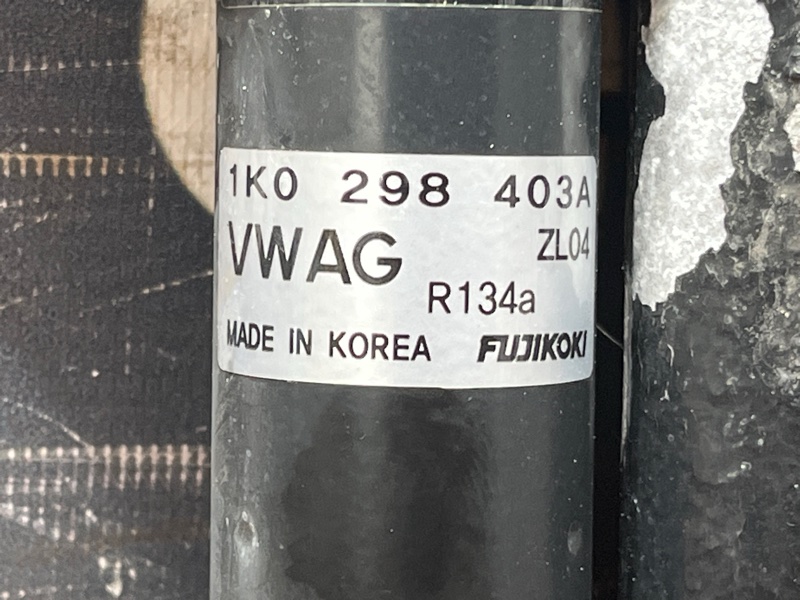 1K0 298 403A
VWAG ZL04
R134a
MADE IN KOREA FUJIKOKI